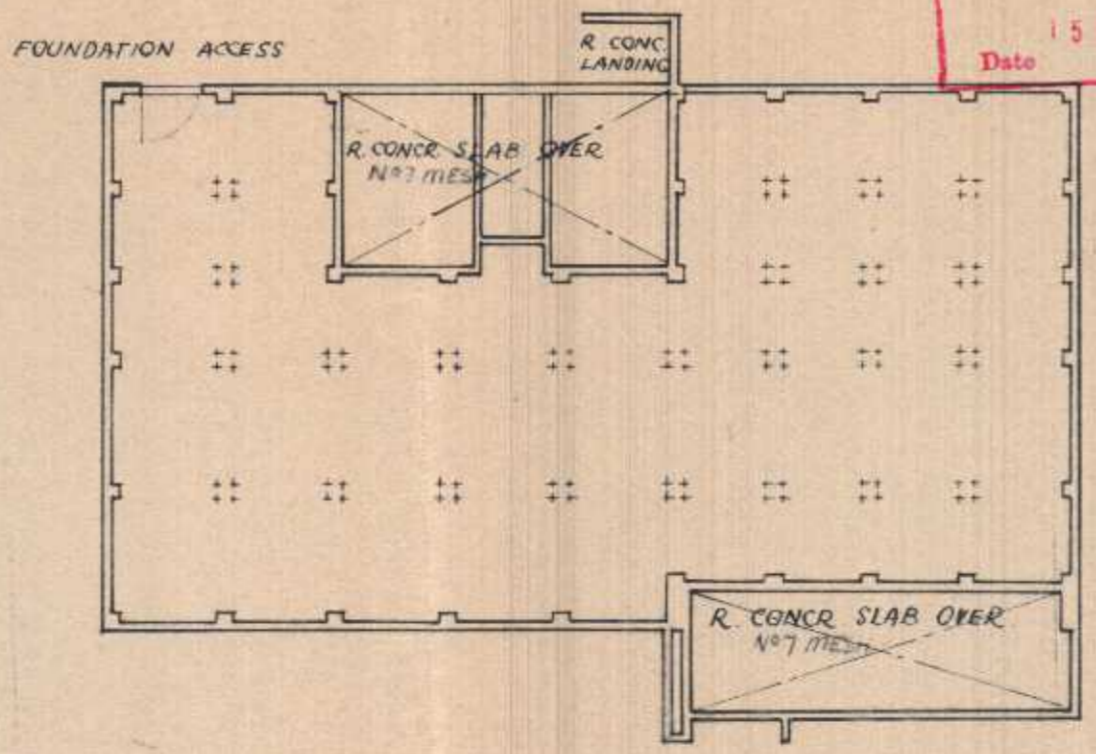 FOUNDATION ACCESS
R CONC.
LANDING
15
Date
R. CONCR SLAB OVER
Nº7 MESH
R. CONCR SLAB OVER
Nº7 MESH